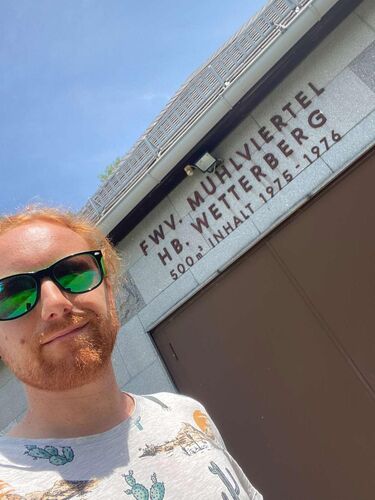 FWV. MÜHLVIERTEL
HB. WETTERBERG
500m³ INHALT 1975-1976